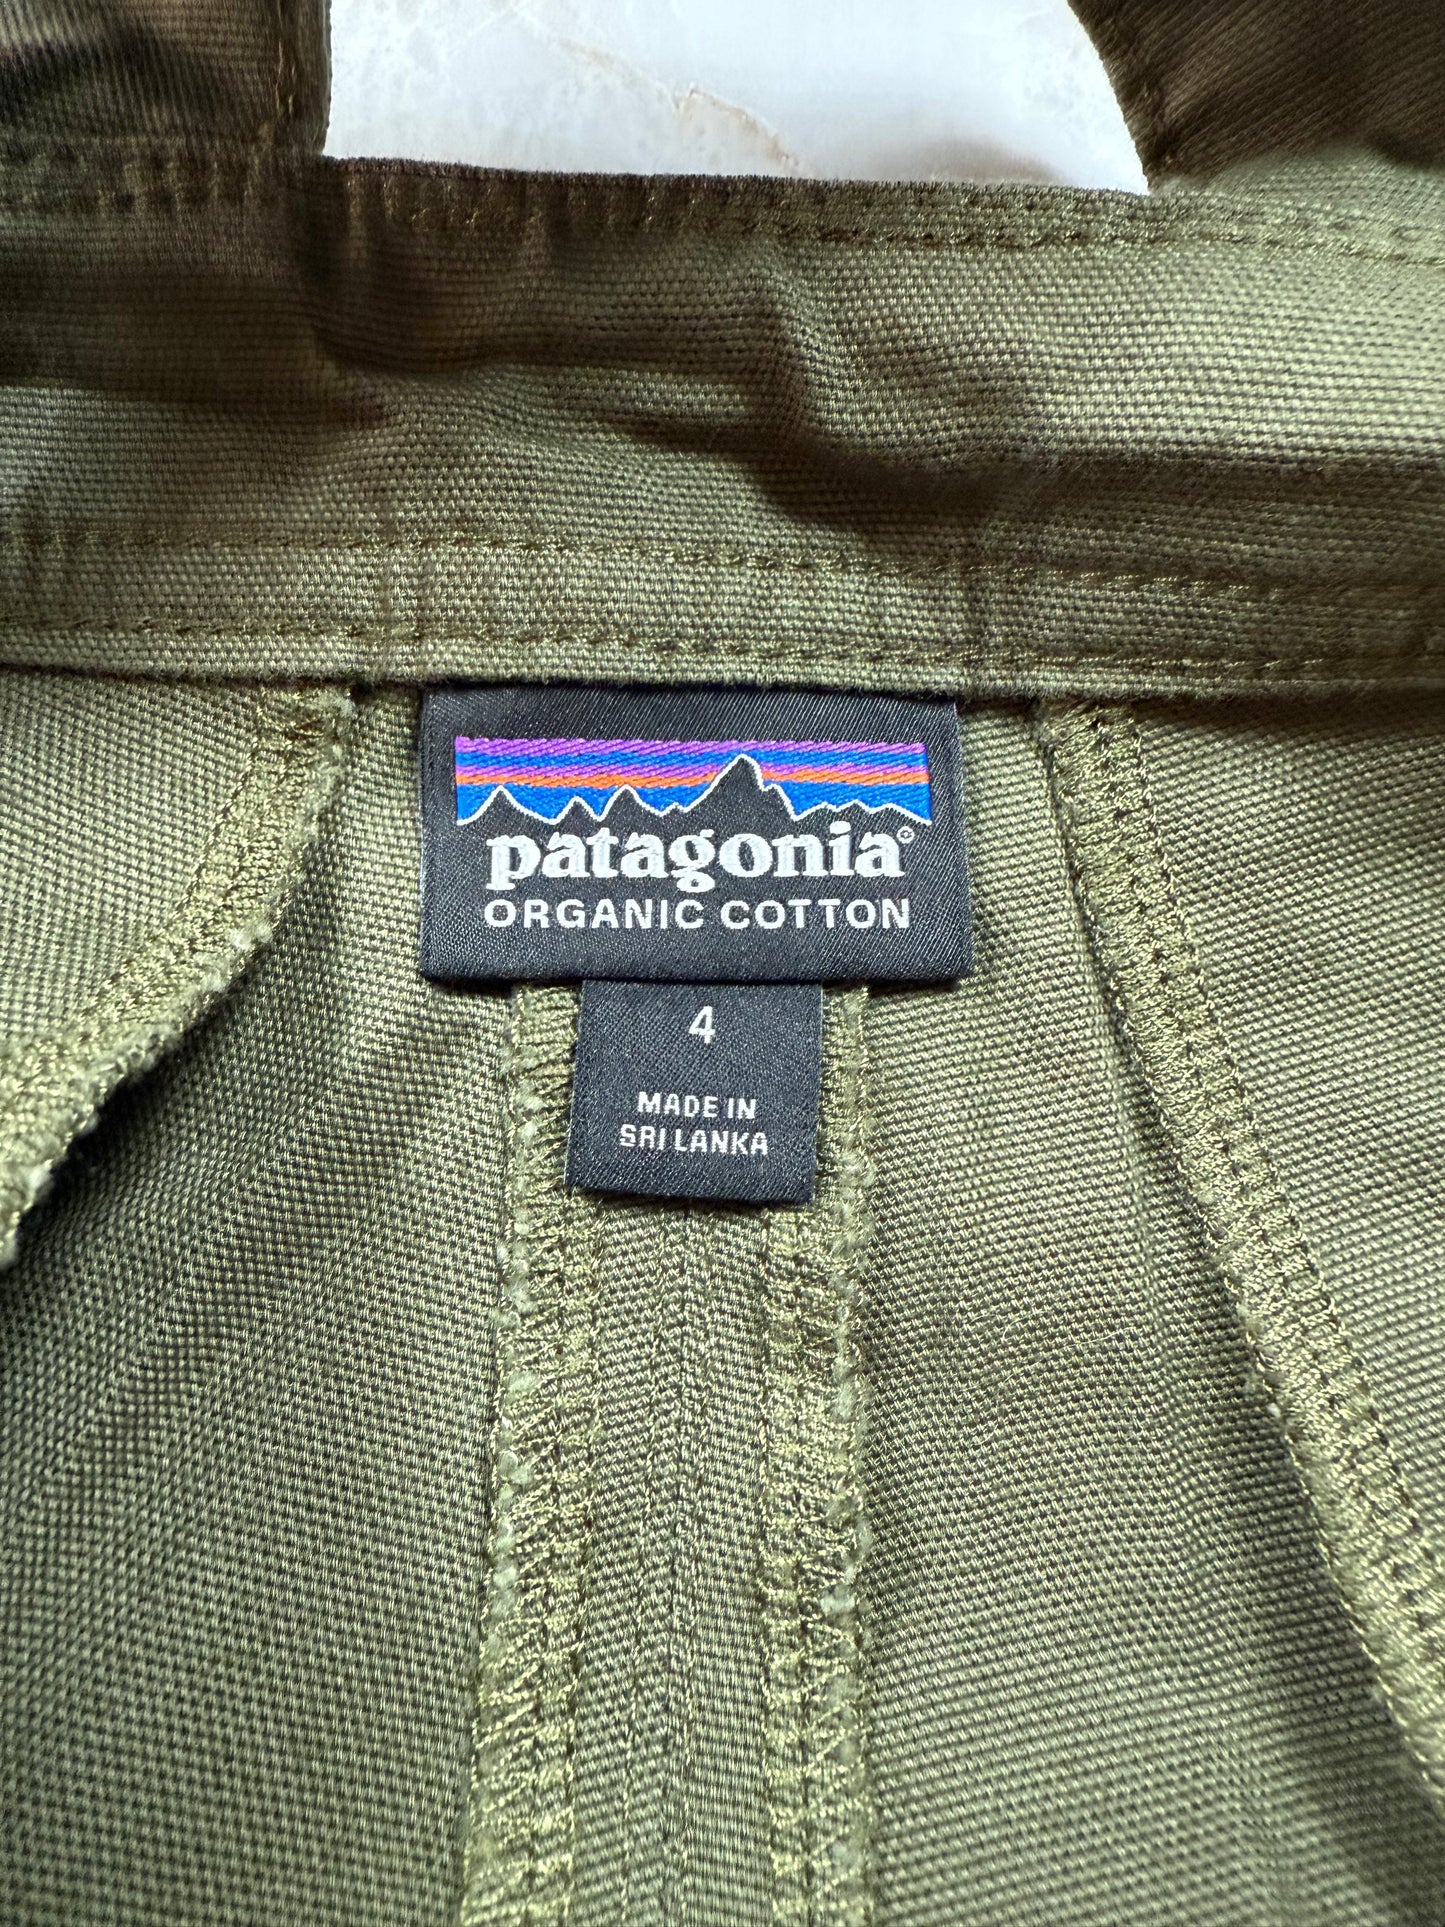 patagonia®
ORGANIC COTTON
4
MADE IN
SRI LANKA